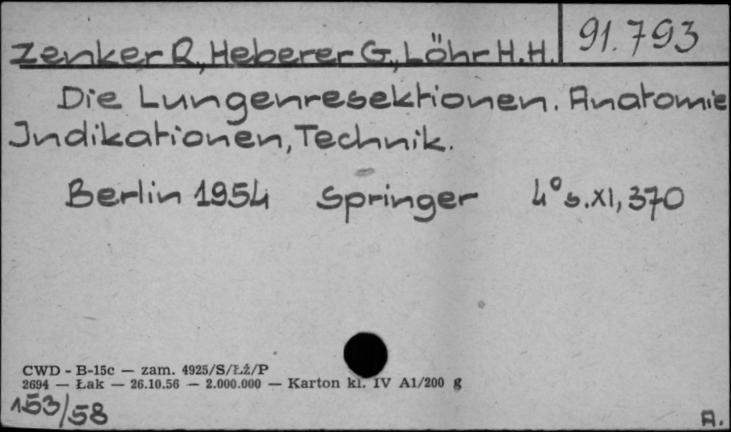 91.793
Zenker R., Heberer G., Löhr H.H.
Die Lungenresektionen. Anatomie
Indikationen, Technik.
Berlin 1954 Springer 4° s.XI, 370
CWD - B-15c — zam. 4925/S/Łź/P
2694 — Łak — 26.10.56 — 2.000.000 — Karton kl. IV A1/200 g
153/58
A.